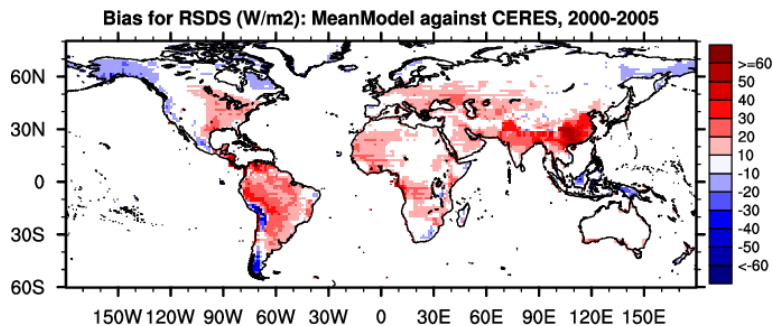 Bias for RSDS (W/m2): MeanModel against CERES, 2000-2005
60N
30N
0
30S
60S
150W 120W 90W 60W 30W 0 30E 60E 90E 120E 150E
>=60
50
40
30
20
10
-10
-20
-30
-40
-50
<-60